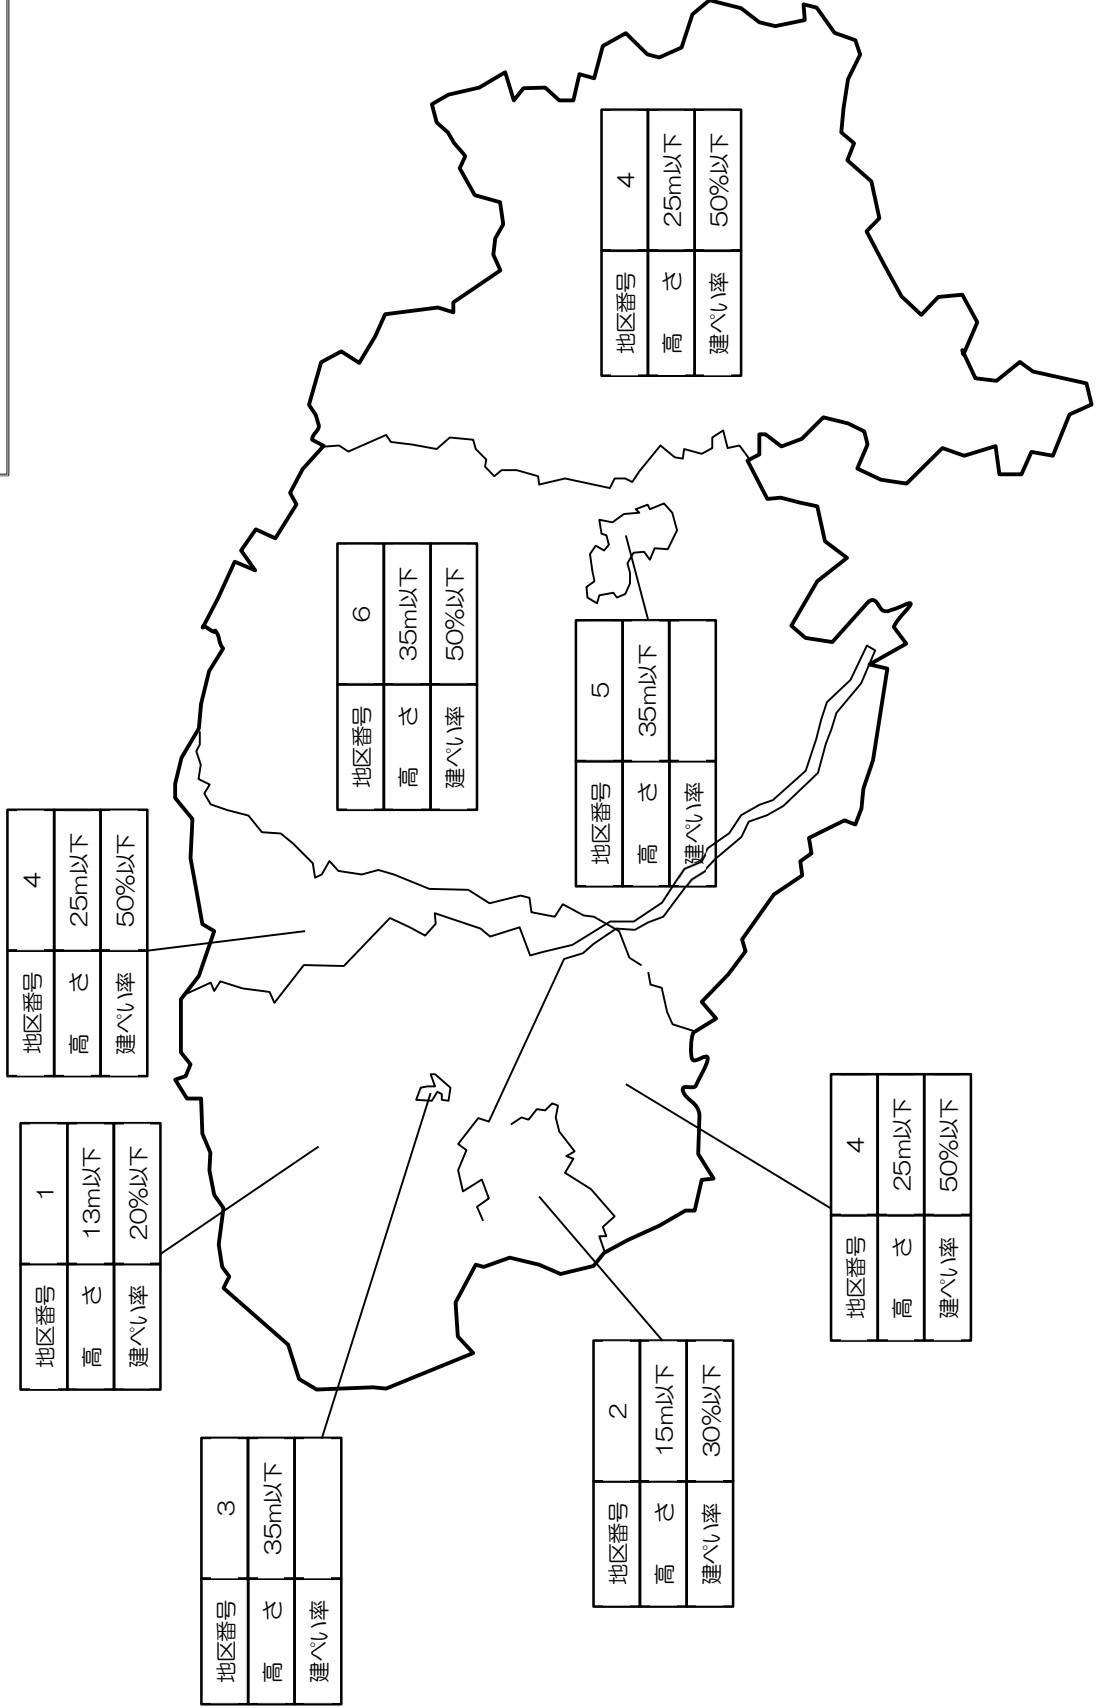 地区番号 3
高さ 35m以下
建ぺい率
地区番号 1
高さ 13m以下
建ぺい率 20%以下
地区番号 4
高さ 25m以下
建ぺい率 50%以下
地区番号 6
高さ 35m以下
建ぺい率 50%以下
地区番号 2
高さ 15m以下
建ぺい率 30%以下
地区番号 5
高さ 35m以下
建ぺい率
地区番号 4
高さ 25m以下
建ぺい率 50%以下
地区番号 4
高さ 25m以下
建ぺい率 50%以下